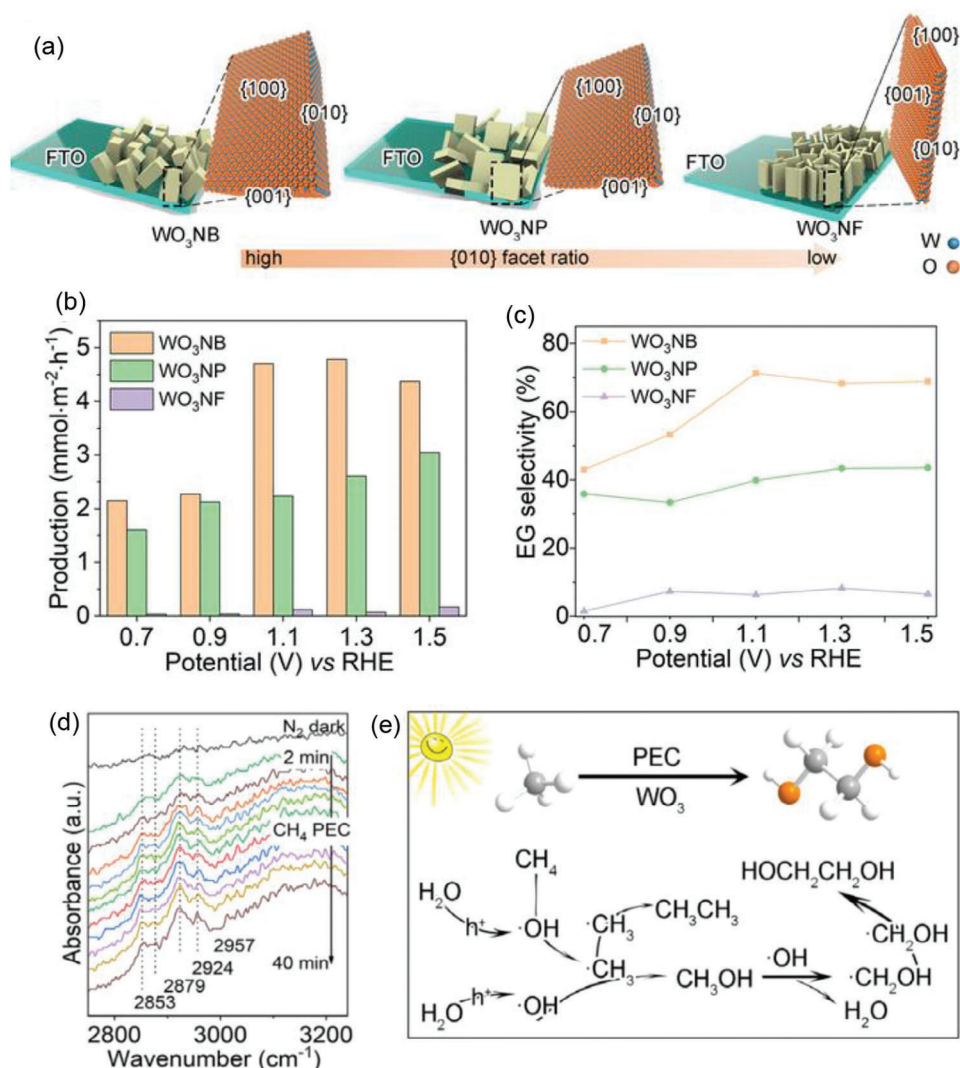 (a)
{100}
{010}
{001}
FTO
WO₃NB
{100}
{010}
{001}
FTO
WO₃NP
{100}
{001}
{010}
FTO
WO₃NF
high {010} facet ratio low
W
O
(b)
Production (mmol·m⁻²·h⁻¹)
5
4
3
2
1
0
WO₃NB
WO₃NP
WO₃NF
0.7 0.9 1.1 1.3 1.5
Potential (V) vs RHE
(c)
EG selectivity (%)
80
60
40
20
0
WO₃NB
WO₃NP
WO₃NF
0.7 0.9 1.1 1.3 1.5
Potential (V) vs RHE
(d)
Absorbance (a.u.)
N₂ dark
2 min
CH₄ PEC
40 min
2957
2924
2879
2853
2800 3000 3200
Wavenumber (cm⁻¹)
(e)
PEC
WO₃
CH₄
H₂O
h⁺
·OH
·CH₃
CH₃CH₃
·CH₃
H₂O
h⁺
·OH
CH₃OH
·OH
H₂O
·CH₂OH
·CH₂OH
HOCH₂CH₂OH